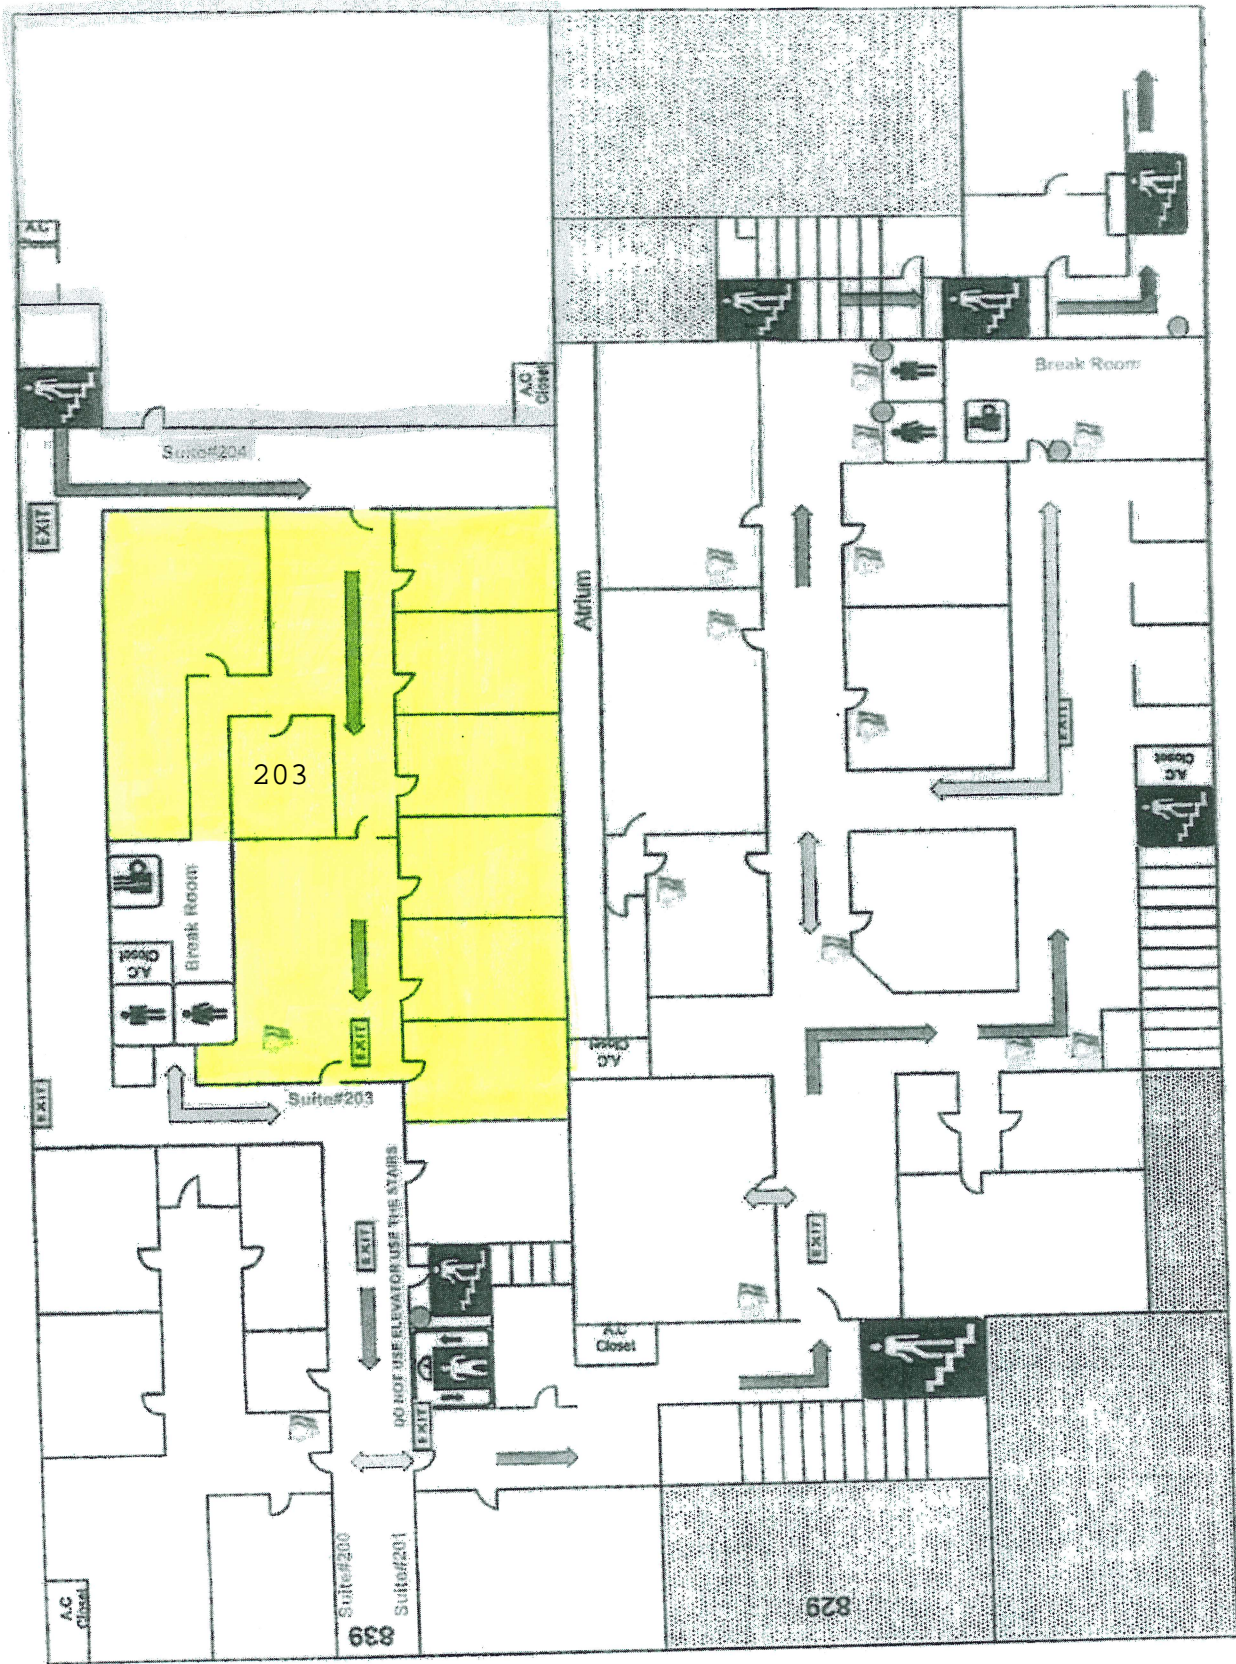 A.C
A.C
Closet
Break Room
Suite#204
EXIT
Atrium
EXIT
203
A.C
Closet
Break Room
A.C
Closet
EXIT
A.C
Closet
EXIT
Suite#203
DO NOT USE ELEVATOR USE THE STAIRS
EXIT
EXIT
A.C
Closet
EXIT
Suite#200
Suite#201
A.C
Closet
839
829